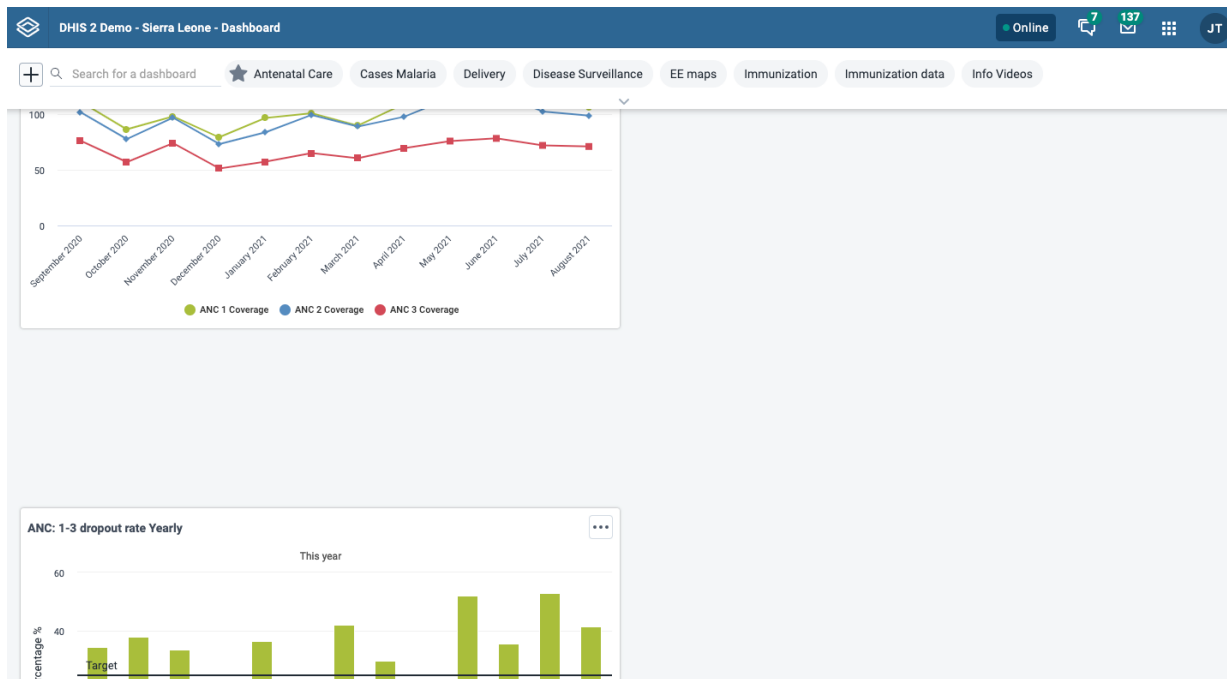 DHIS 2 Demo - Sierra Leone - Dashboard
Online
7
137
JT
Search for a dashboard
Antenatal Care
Cases Malaria
Delivery
Disease Surveillance
EE maps
Immunization
Immunization data
Info Videos
100
50
0
September 2020
October 2020
November 2020
December 2020
January 2021
February 2021
March 2021
April 2021
May 2021
June 2021
July 2021
August 2021
ANC 1 Coverage
ANC 2 Coverage
ANC 3 Coverage
ANC: 1-3 dropout rate Yearly
This year
60
40
rcentage %
Target